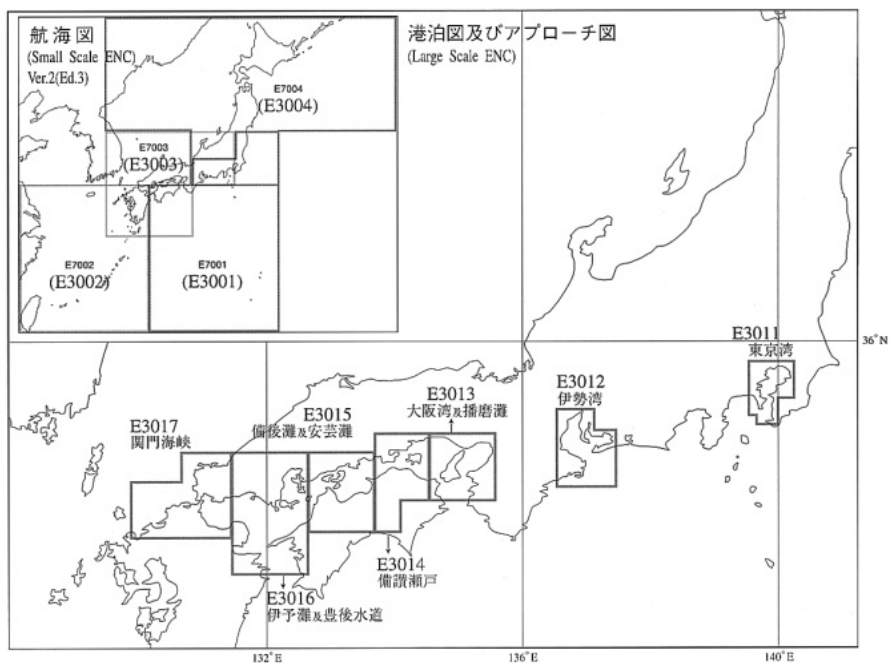 航海図
(Small Scale ENC)
Ver.2(Ed.3)
E7004
(E3004)
E7003
(E3003)
E7002
(E3002)
E7001
(E3001)
港泊図及びアプローチ図
(Large Scale ENC)
36°N
E3011
東京湾
E3012
伊勢湾
E3013
大阪湾及播磨灘
E3015
備後灘及安芸灘
E3017
関門海峡
E3014
備讃瀬戸
E3016
伊予灘及豊後水道
132°E
136°E
140°E